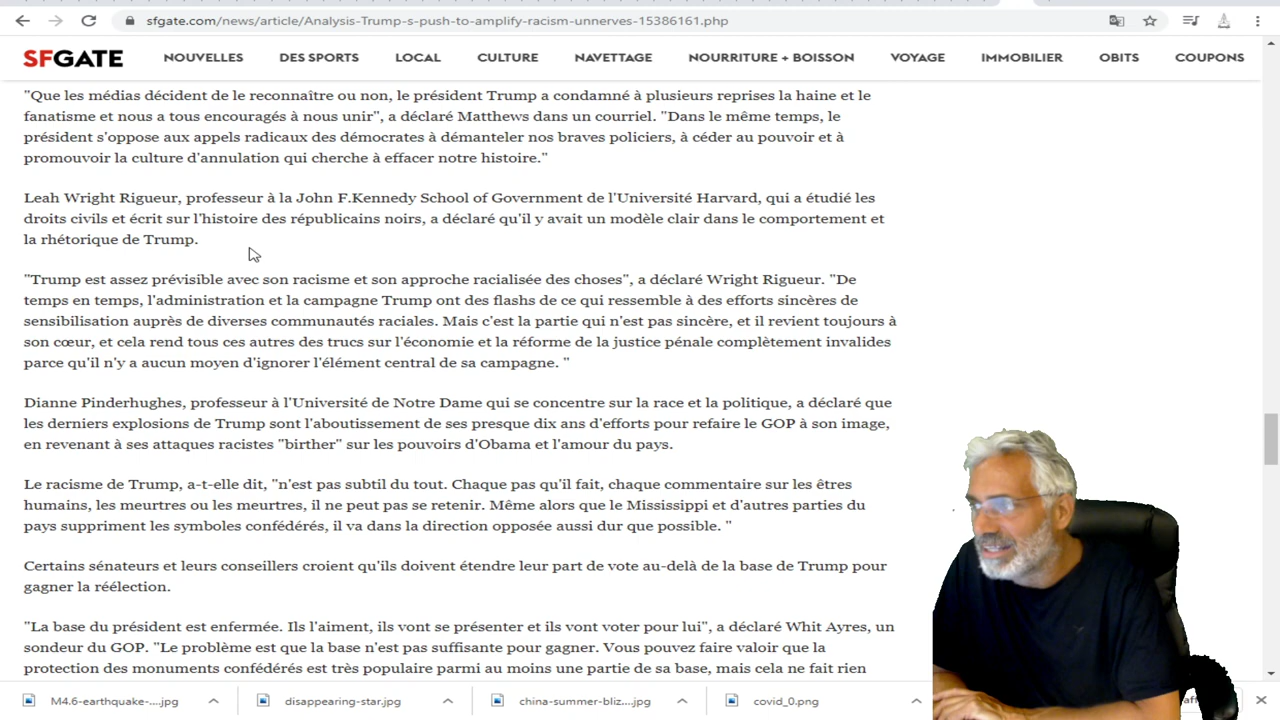 sfgate.com/news/article/Analysis-Trump-s-push-to-amplify-racism-unnerves-15386161.php
SFGATE NOUVELLES DES SPORTS LOCAL CULTURE NAVETTAGE NOURRITURE + BOISSON VOYAGE IMMOBILIER OBITS COUPONS
"Que les médias décident de le reconnaître ou non, le président Trump a condamné à plusieurs reprises la haine et le
fanatisme et nous a tous encouragés à nous unir", a déclaré Matthews dans un courriel. "Dans le même temps, le
président s'oppose aux appels radicaux des démocrates à démanteler nos braves policiers, à céder au pouvoir et à
promouvoir la culture d'annulation qui cherche à effacer notre histoire."
Leah Wright Rigueur, professeur à la John F.Kennedy School of Government de l'Université Harvard, qui a étudié les
droits civils et écrit sur l'histoire des républicains noirs, a déclaré qu'il y avait un modèle clair dans le comportement et
la rhétorique de Trump.
"Trump est assez prévisible avec son racisme et son approche racialisée des choses", a déclaré Wright Rigueur. "De
temps en temps, l'administration et la campagne Trump ont des flashs de ce qui ressemble à des efforts sincères de
sensibilisation auprès de diverses communautés raciales. Mais c'est la partie qui n'est pas sincère, et il revient toujours à
son cœur, et cela rend tous ces autres des trucs sur l'économie et la réforme de la justice pénale complètement invalides
parce qu'il n'y a aucun moyen d'ignorer l'élément central de sa campagne. "
Dianne Pinderhughes, professeur à l'Université de Notre Dame qui se concentre sur la race et la politique, a déclaré que
les derniers explosions de Trump sont l'aboutissement de ses presque dix ans d'efforts pour refaire le GOP à son image,
en revenant à ses attaques racistes "birther" sur les pouvoirs d'Obama et l'amour du pays.
Le racisme de Trump, a-t-elle dit, "n'est pas subtil du tout. Chaque pas qu'il fait, chaque commentaire sur les êtres
humains, les meurtres ou les meurtres, il ne peut pas se retenir. Même alors que le Mississippi et d'autres parties du
pays suppriment les symboles confédérés, il va dans la direction opposée aussi dur que possible. "
Certains sénateurs et leurs conseillers croient qu'ils doivent étendre leur part de vote au-delà de la base de Trump pour
gagner la réélection.
"La base du président est enfermée. Ils l'aiment, ils vont se présenter et ils vont voter pour lui", a déclaré Whit Ayres, un
sondeur du GOP. "Le problème est que la base n'est pas suffisante pour gagner. Vous pouvez faire valoir que la
protection des monuments confédérés est très populaire parmi au moins une partie de sa base, mais cela ne fait rien
M4.6-earthquake-....jpg disappearing-star.jpg china-summer-bliz....jpg covid_0.png